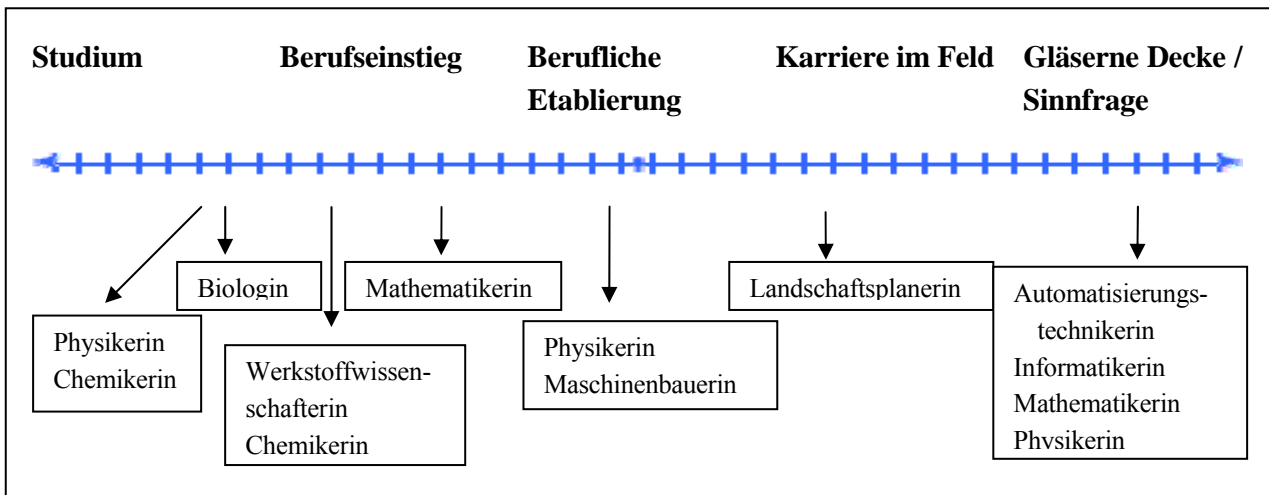 Studium
Berufseinstieg
Berufliche
Etablierung
Karriere im Feld
Gläserne Decke /
Sinnfrage
Biologin
Mathematikerin
Landschaftsplanerin
Physikerin
Chemikerin
Werkstoffwissen-
schafterin
Chemikerin
Physikerin
Maschinenbauerin
Automatisierungs-
technikerin
Informatikerin
Mathematikerin
Physikerin